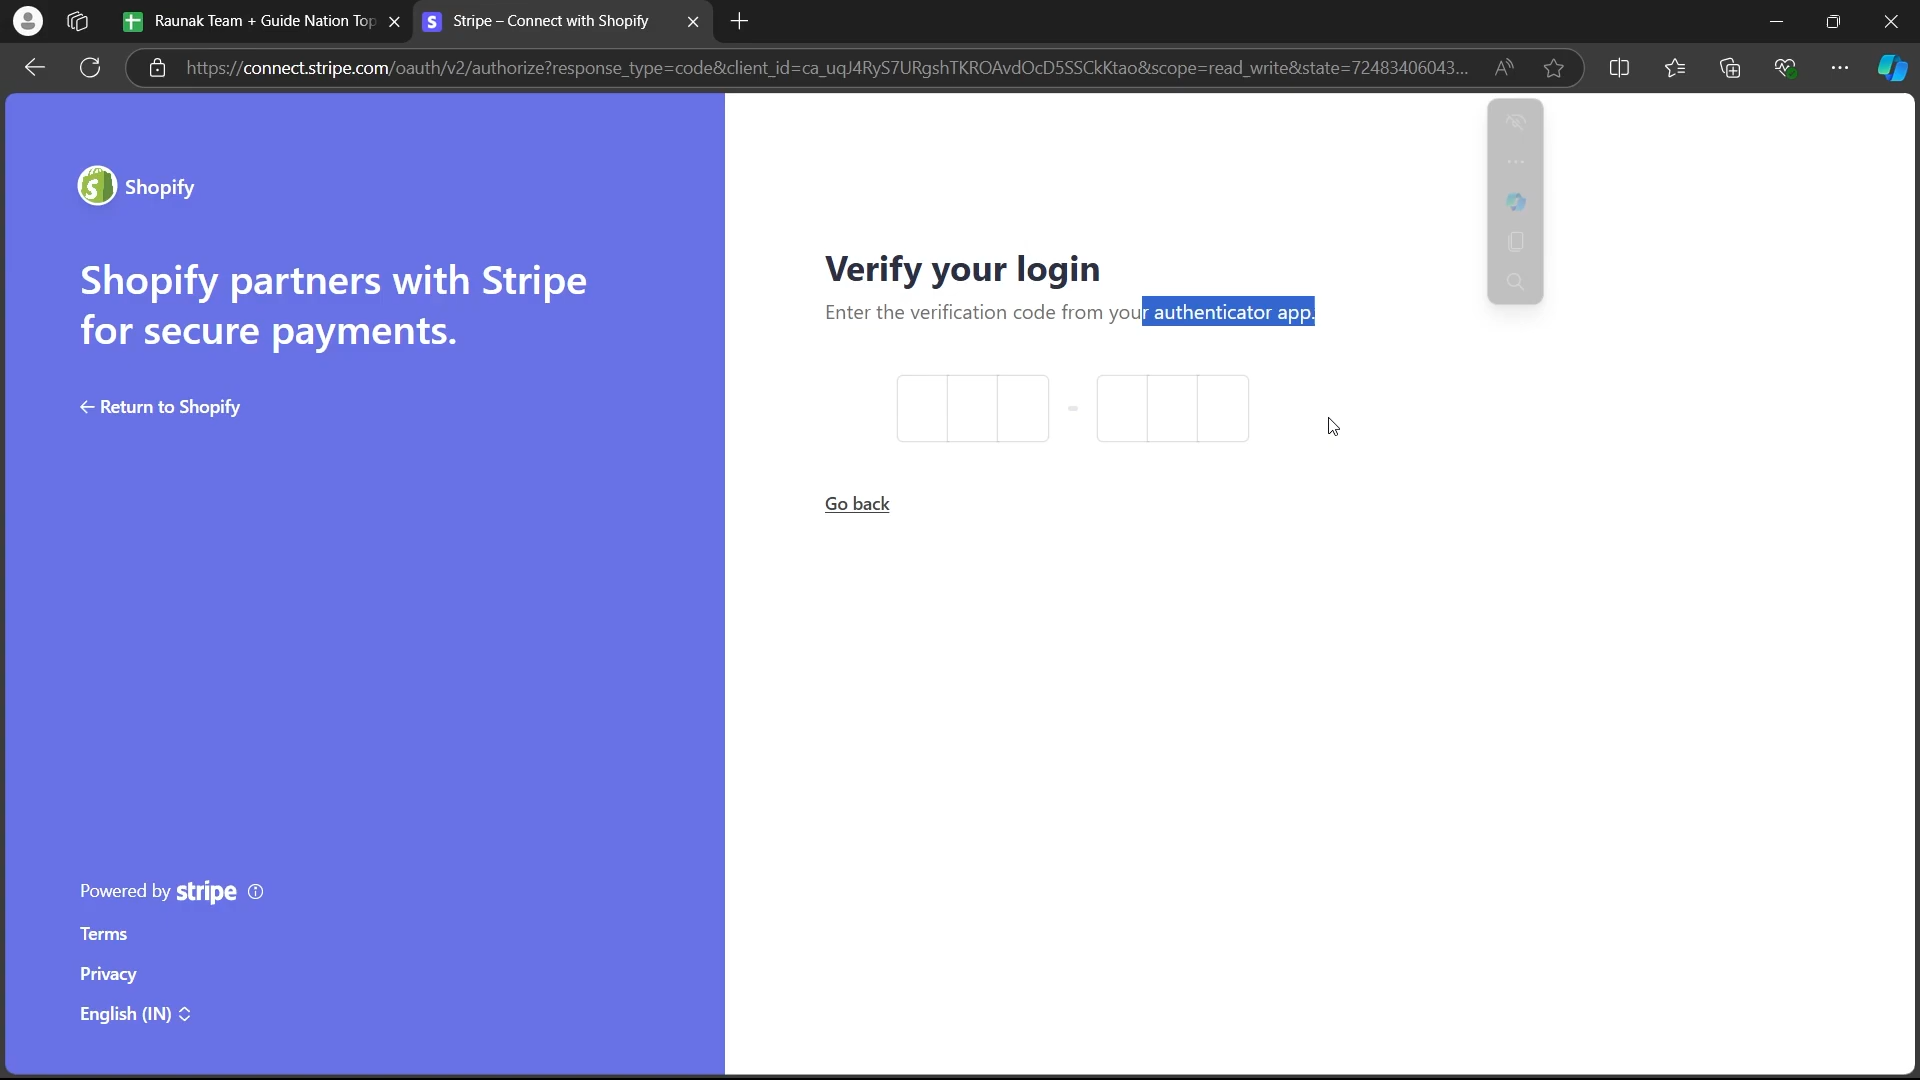 Raunak Team + Guide Nation Top
Stripe – Connect with Shopify
https://connect.stripe.com/oauth/v2/authorize?response_type=code&client_id=ca_uqJ4RyS7URgshTKROAvdOcD5SSCkKtao&scope=read_write&state=72483406043...
Shopify
Shopify partners with Stripe
for secure payments.
← Return to Shopify
Verify your login
Enter the verification code from your authenticator app.
-
Go back
Powered by stripe
Terms
Privacy
English (IN)